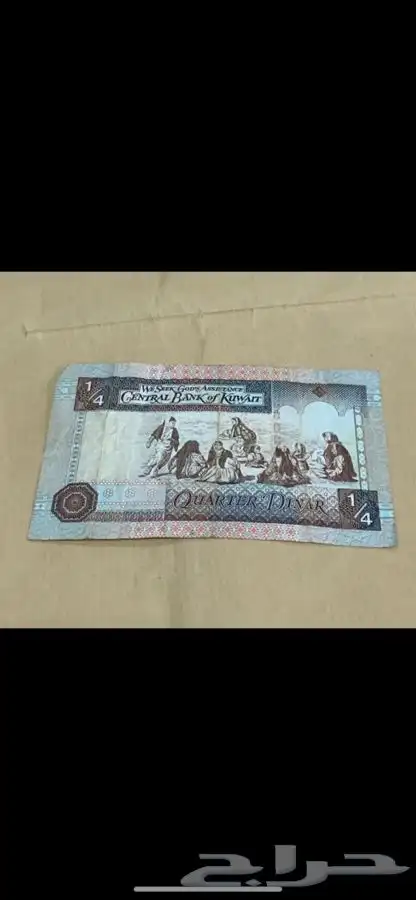 1/4
WE SEEK GOD'S ASSISTANCE
CENTRAL BANK OF KUWAIT
QUARTER DINAR
1/4
حراج